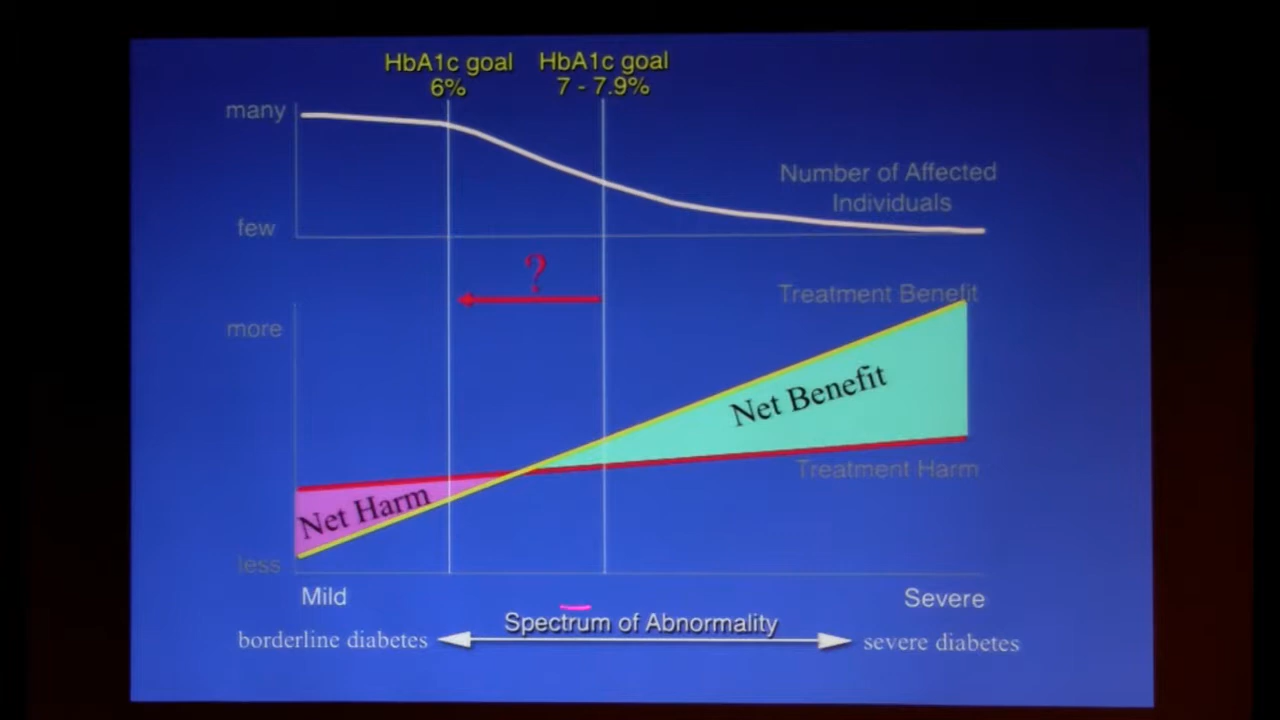 HbA1c goal
6%
HbA1c goal
7 - 7.9%
many
Number of Affected
Individuals
few
?
Treatment Benefit
more
Net Benefit
Treatment Harm
Net Harm
less
Mild
Severe
Spectrum of Abnormality
borderline diabetes
severe diabetes